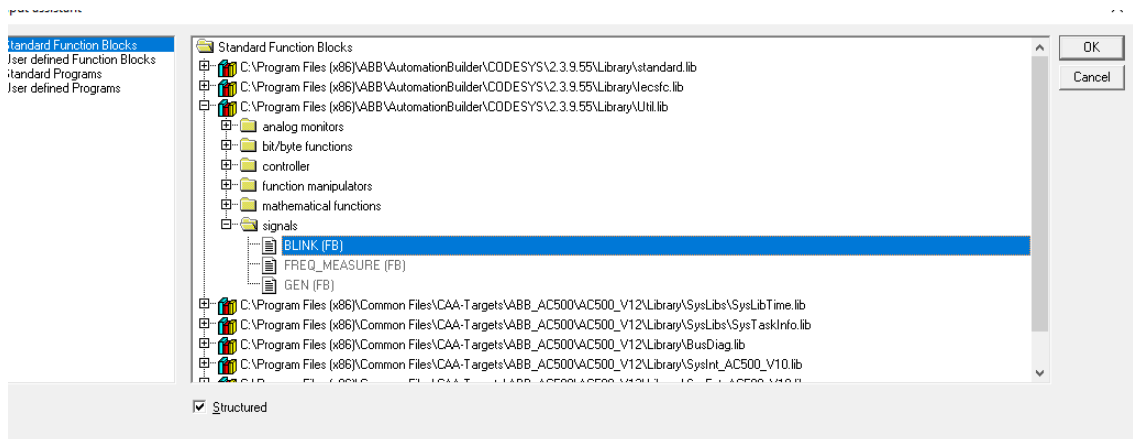 Standard Function Blocks
User defined Function Blocks
Standard Programs
User defined Programs
Standard Function Blocks
C:\Program Files (x86)\ABB\AutomationBuilder\CODESYS\2.3.9.55\Library\standard.lib
C:\Program Files (x86)\ABB\AutomationBuilder\CODESYS\2.3.9.55\Library\Iecsfc.lib
C:\Program Files (x86)\ABB\AutomationBuilder\CODESYS\2.3.9.55\Library\Util.lib
analog monitors
bit/byte functions
controller
function manipulators
mathematical functions
signals
BLINK (FB)
FREQ_MEASURE (FB)
GEN (FB)
C:\Program Files (x86)\Common Files\CAA-Targets\ABB_AC500\AC500_V12\Library\SysLibs\SysLibTime.lib
C:\Program Files (x86)\Common Files\CAA-Targets\ABB_AC500\AC500_V12\Library\SysLibs\SysTaskInfo.lib
C:\Program Files (x86)\Common Files\CAA-Targets\ABB_AC500\AC500_V12\Library\BusDiag.lib
C:\Program Files (x86)\Common Files\CAA-Targets\ABB_AC500\AC500_V12\Library\SysInt_AC500_V10.lib
OK
Cancel
Structured